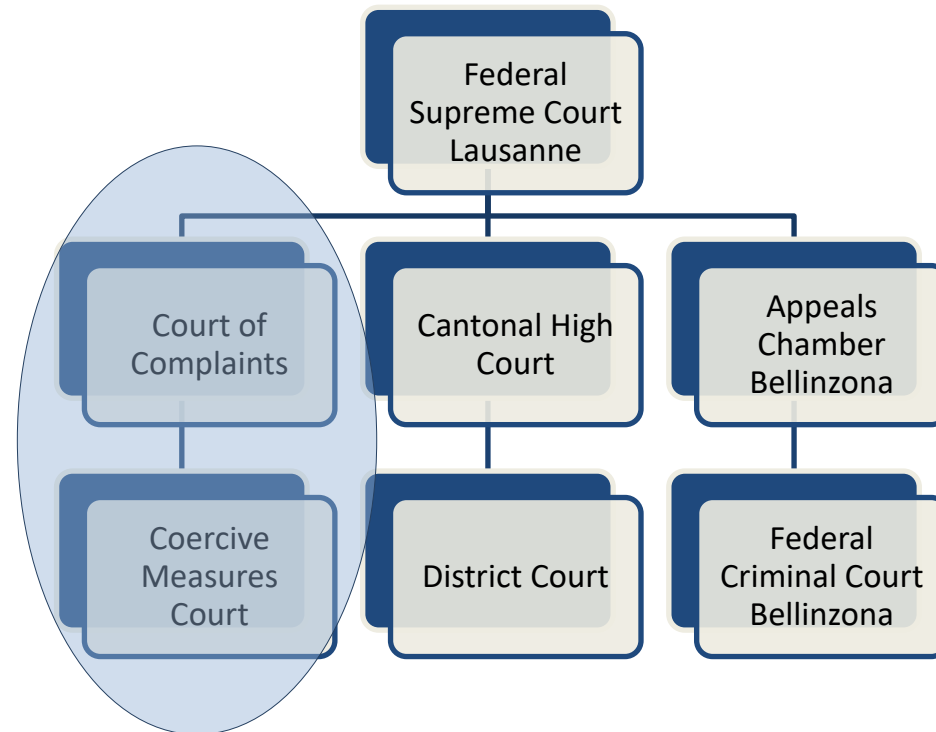 Federal
Supreme Court
Lausanne
Court of
Complaints
Cantonal High
Court
Appeals
Chamber
Bellinzona
Coercive
Measures
Court
District Court
Federal
Criminal Court
Bellinzona